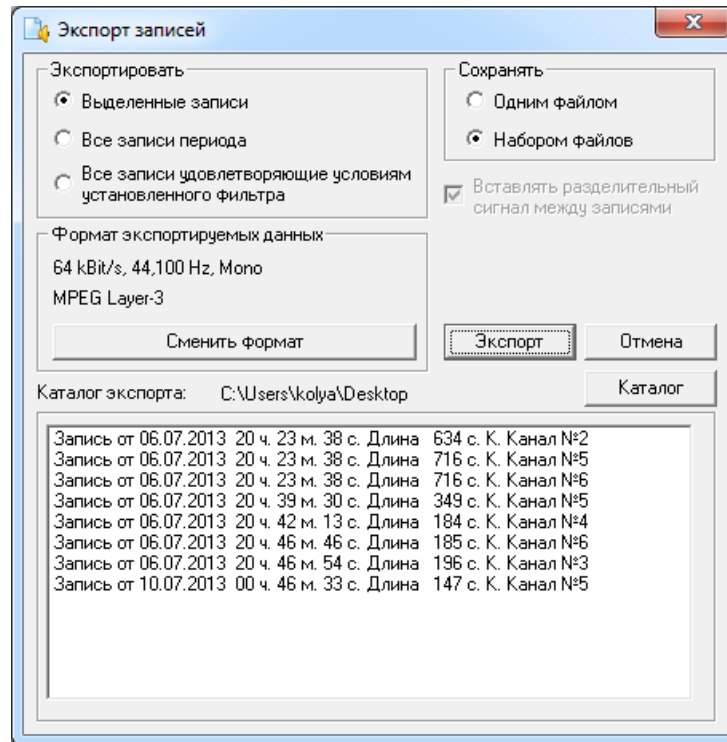 Экспорт записей
Экспортировать
Выделенные записи
Все записи периода
Все записи удовлетворяющие условиям
установленного фильтра
Сохранять
Одним файлом
Набором файлов
Вставлять разделительный
сигнал между записями
Формат экспортируемых данных
64 kBit/s, 44,100 Hz, Mono
MPEG Layer-3
Сменить формат
Экспорт
Отмена
Каталог экспорта: C:\Users\kolya\Desktop
Каталог
Запись от 06.07.2013 20 ч. 23 м. 38 с. Длина 634 с. К. Канал №2
Запись от 06.07.2013 20 ч. 23 м. 38 с. Длина 716 с. К. Канал №5
Запись от 06.07.2013 20 ч. 23 м. 38 с. Длина 716 с. К. Канал №6
Запись от 06.07.2013 20 ч. 39 м. 30 с. Длина 349 с. К. Канал №5
Запись от 06.07.2013 20 ч. 42 м. 13 с. Длина 184 с. К. Канал №4
Запись от 06.07.2013 20 ч. 46 м. 46 с. Длина 185 с. К. Канал №6
Запись от 06.07.2013 20 ч. 46 м. 54 с. Длина 196 с. К. Канал №3
Запись от 10.07.2013 00 ч. 46 м. 33 с. Длина 147 с. К. Канал №5